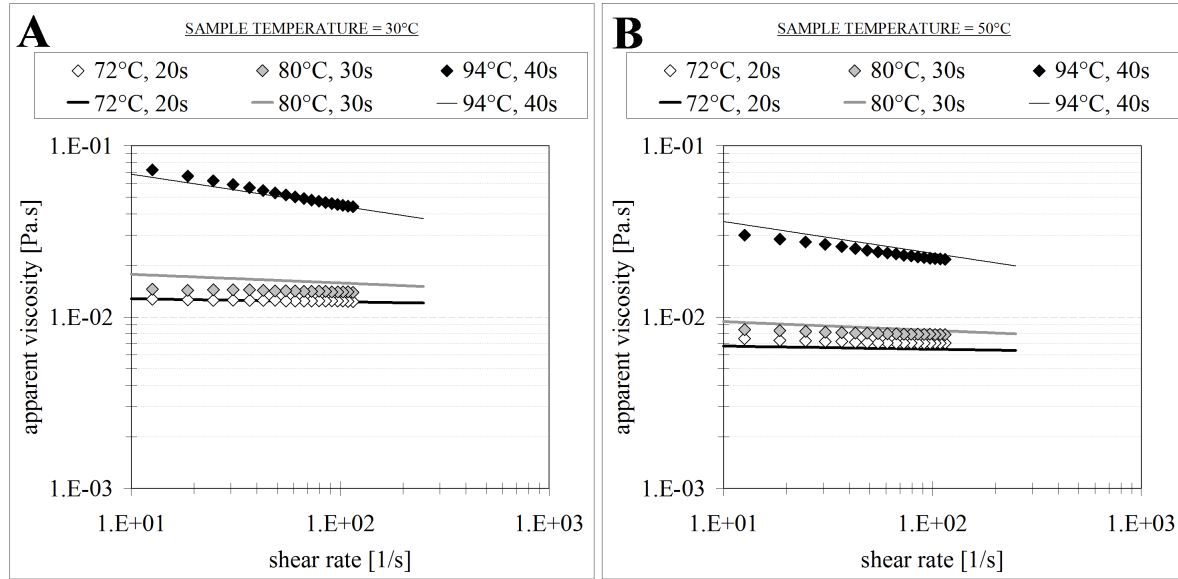 A
SAMPLE TEMPERATURE = 30°C
72°C, 20s 80°C, 30s 94°C, 40s
72°C, 20s 80°C, 30s 94°C, 40s
1.E-01
1.E-02
1.E-03
apparent viscosity [Pa.s]
1.E+01 1.E+02 1.E+03
shear rate [1/s]
B
SAMPLE TEMPERATURE = 50°C
72°C, 20s 80°C, 30s 94°C, 40s
72°C, 20s 80°C, 30s 94°C, 40s
1.E-01
1.E-02
1.E-03
apparent viscosity [Pa.s]
1.E+01 1.E+02 1.E+03
shear rate [1/s]